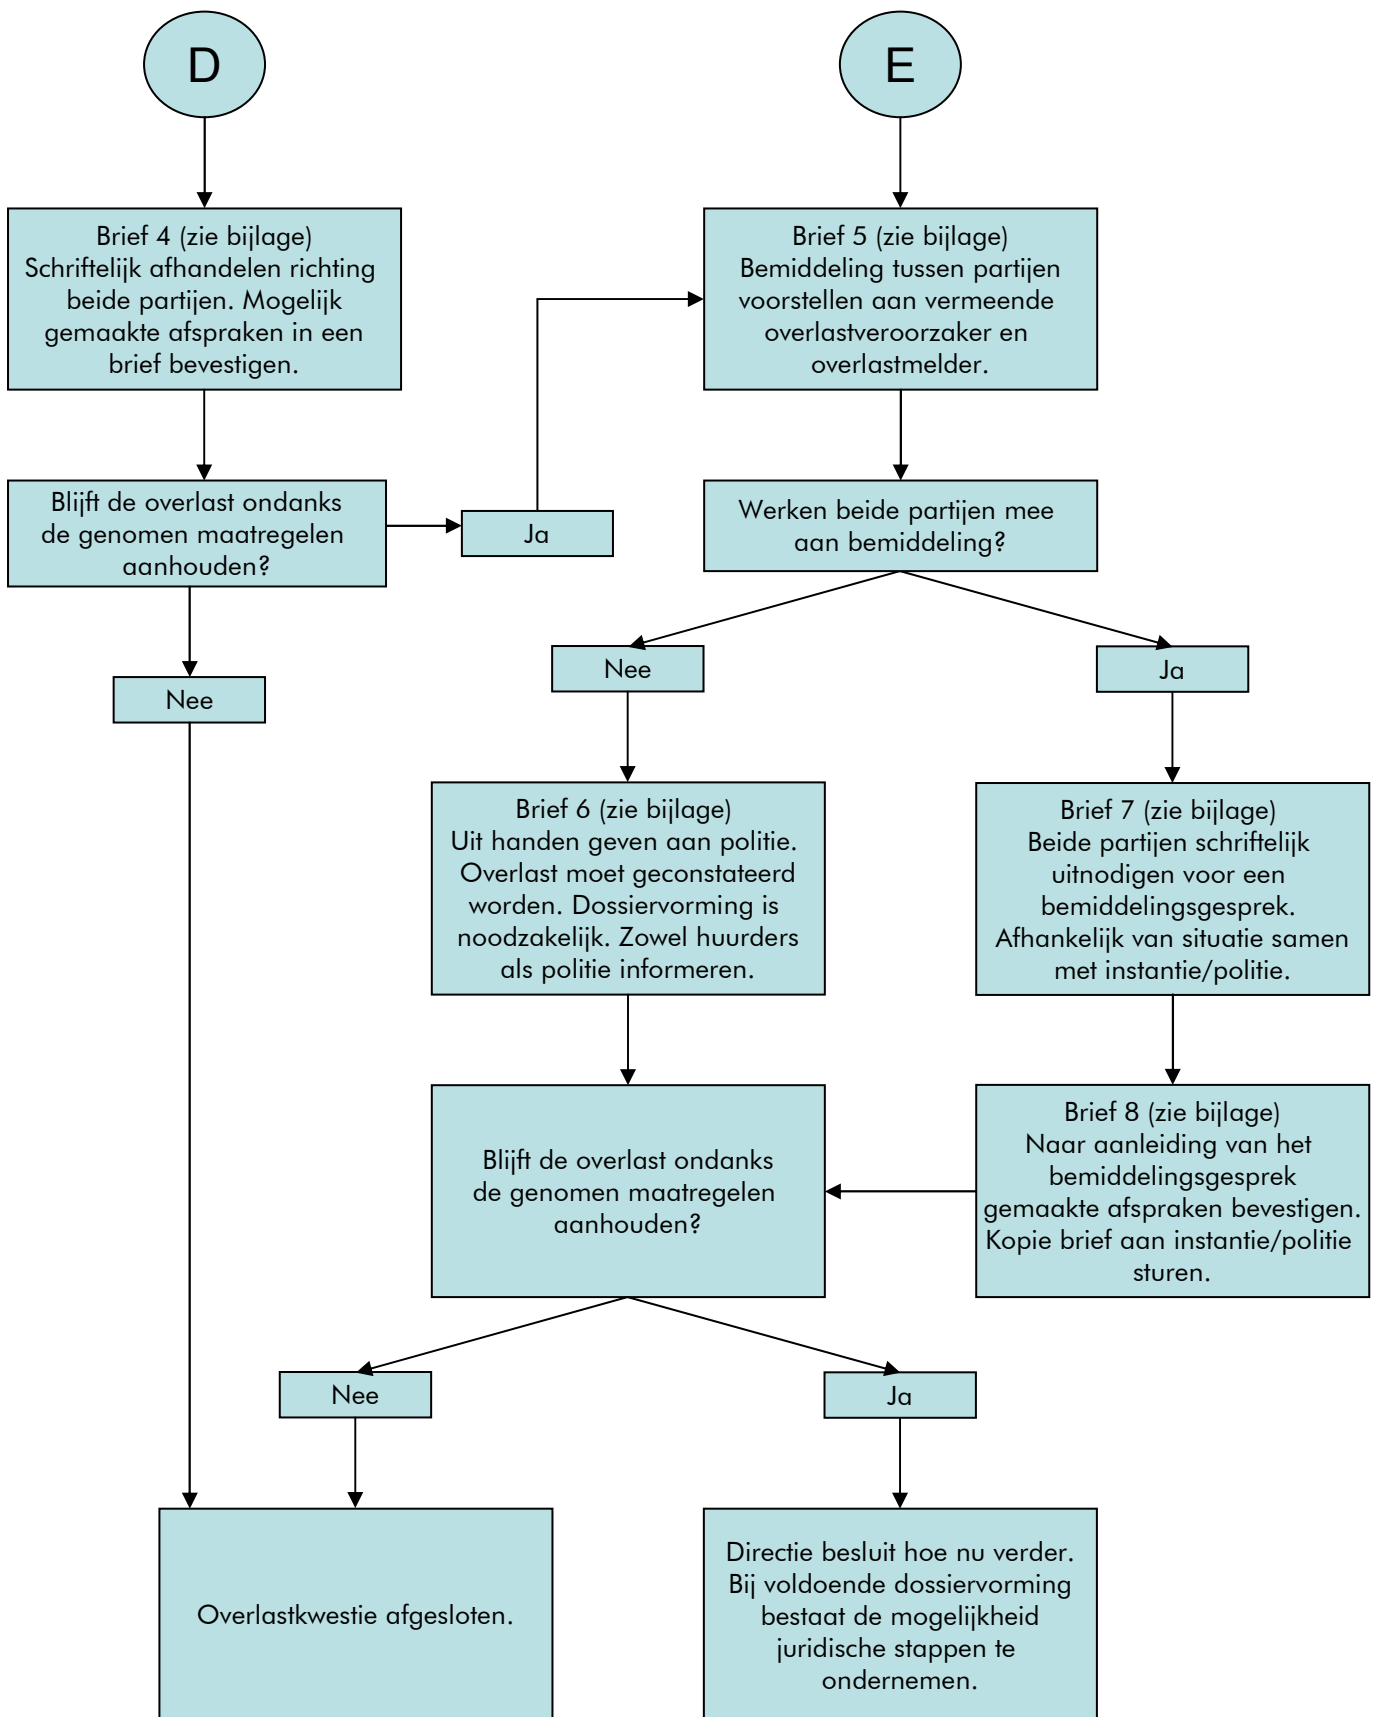 D
E
Brief 4 (zie bijlage)
Schriftelijk afhandelen richting
beide partijen. Mogelijk
gemaakte afspraken in een
brief bevestigen.
Brief 5 (zie bijlage)
Bemiddeling tussen partijen
voorstellen aan vermeende
overlastveroorzaker en
overlastmelder.
Blijft de overlast ondanks
de genomen maatregelen
aanhouden?
Ja
Werken beide partijen mee
aan bemiddeling?
Nee
Nee
Ja
Brief 6 (zie bijlage)
Uit handen geven aan politie.
Overlast moet geconstateerd
worden. Dossiervorming is
noodzakelijk. Zowel huurders
als politie informeren.
Brief 7 (zie bijlage)
Beide partijen schriftelijk
uitnodigen voor een
bemiddelingsgesprek.
Afhankelijk van situatie samen
met instantie/politie.
Blijft de overlast ondanks
de genomen maatregelen
aanhouden?
Brief 8 (zie bijlage)
Naar aanleiding van het
bemiddelingsgesprek
gemaakte afspraken bevestigen.
Kopie brief aan instantie/politie
sturen.
Nee
Ja
Overlastkwestie afgesloten.
Directie besluit hoe nu verder.
Bij voldoende dossiervorming
bestaat de mogelijkheid
juridische stappen te
ondernemen.